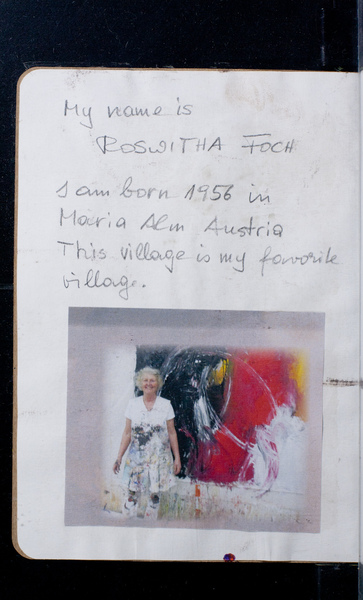 My name is
ROSWITHA FOCH
I am born 1956 in
Maria Alm Austria
This village is my favorite
village.